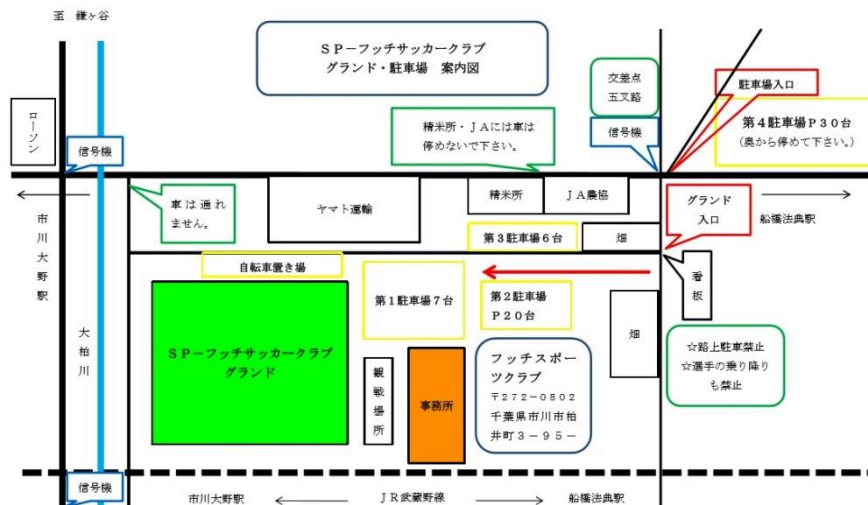 至 鎌ヶ谷
SP－フッチサッカークラブ
グランド・駐車場 案内図
交差点
五叉路
駐車場入口
ローソン
信号機
精米所・JAには車は
停めないで下さい。
信号機
第4駐車場P30台
(奥から停めて下さい。)
車は通れ
ません。
ヤマト運輸
精米所
JA農協
グランド
入口
船橋法典駅
市川大野駅
第3駐車場6台
畑
自転車置き場
第1駐車場7台
第2駐車場
P20台
看板
畑
大柏川
SP－フッチサッカークラブ
グランド
観戦場所
事務所
フッチスポー
ツクラブ
〒272－0802
千葉県市川市柏
井町3－95－
☆路上駐車禁止
☆選手の乗り降り
も禁止
信号機
市川大野駅
JR武蔵野線
船橋法典駅